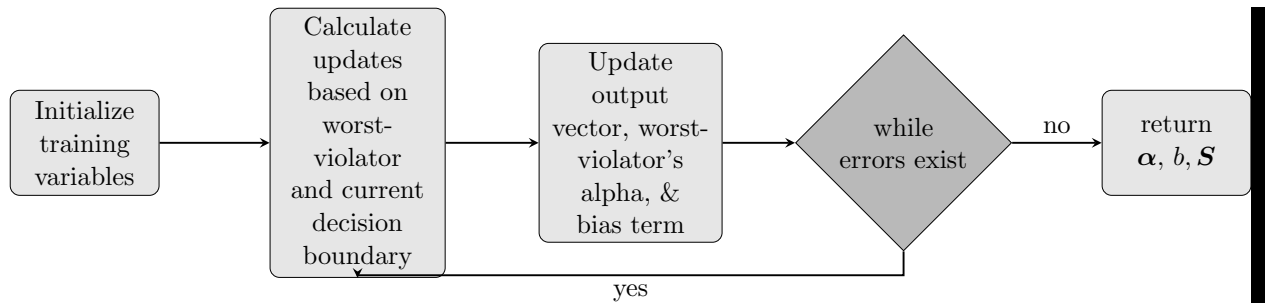 Initialize
training
variables
Calculate
updates
based on
worst-
violator
and current
decision
boundary
Update
output
vector, worst-
violator's
alpha, &
bias term
while
errors exist
no
return
α, b, S
yes